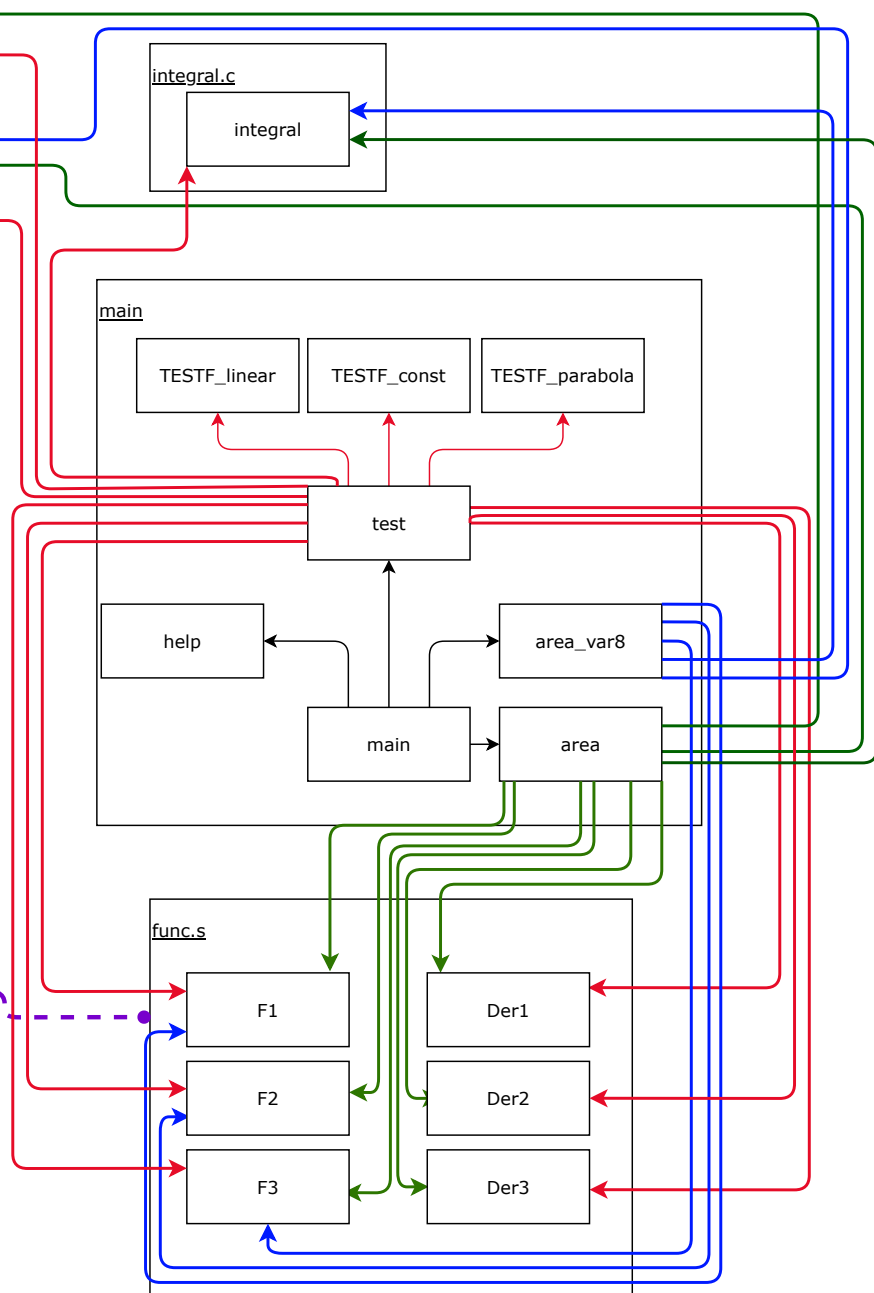 integral.c
integral
main
TESTF_linear
TESTF_const
TESTF_parabola
test
help
area_var8
main
area
func.s
F1
Der1
F2
Der2
F3
Der3